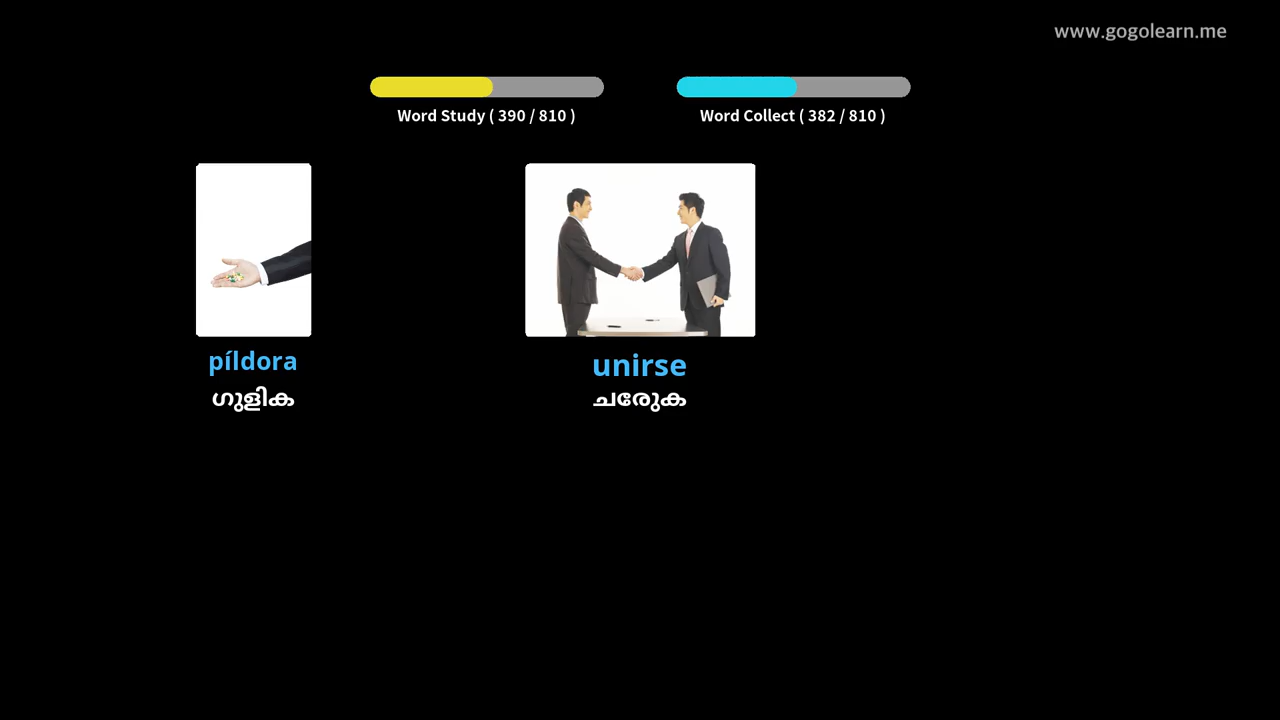 www.gogolearn.me
Word Study ( 390 / 810 )
Word Collect ( 382 / 810 )
píldora
ഗുളിക
unirse
ചേരുക